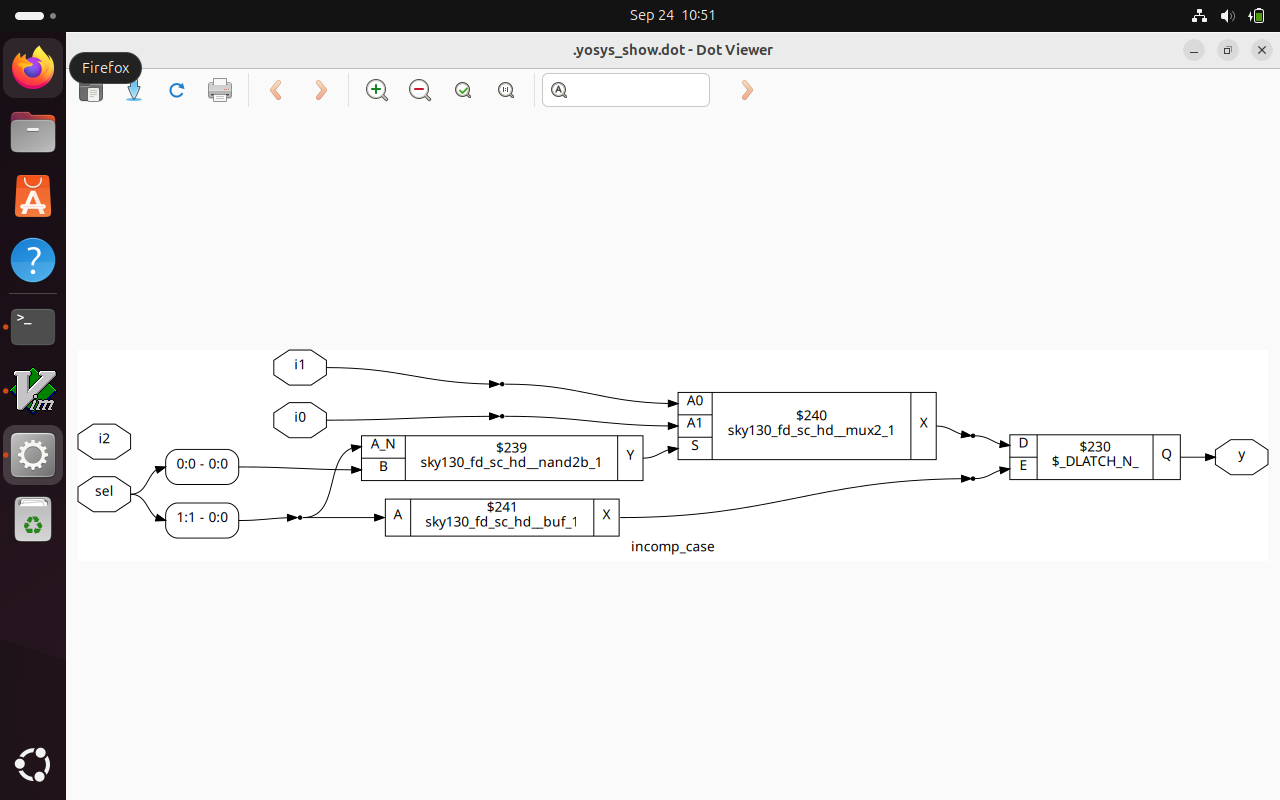 Sep 24 10:51
.yosys_show.dot - Dot Viewer
Firefox
i1
i0
i2
sel
0:0 - 0:0
1:1 - 0:0
A_N
B
$239
sky130_fd_sc_hd__nand2b_1
Y
A
$241
sky130_fd_sc_hd__buf_1
X
A0
A1
S
$240
sky130_fd_sc_hd__mux2_1
X
D
E
$230
$_DLATCH_N_
Q
y
incomp_case